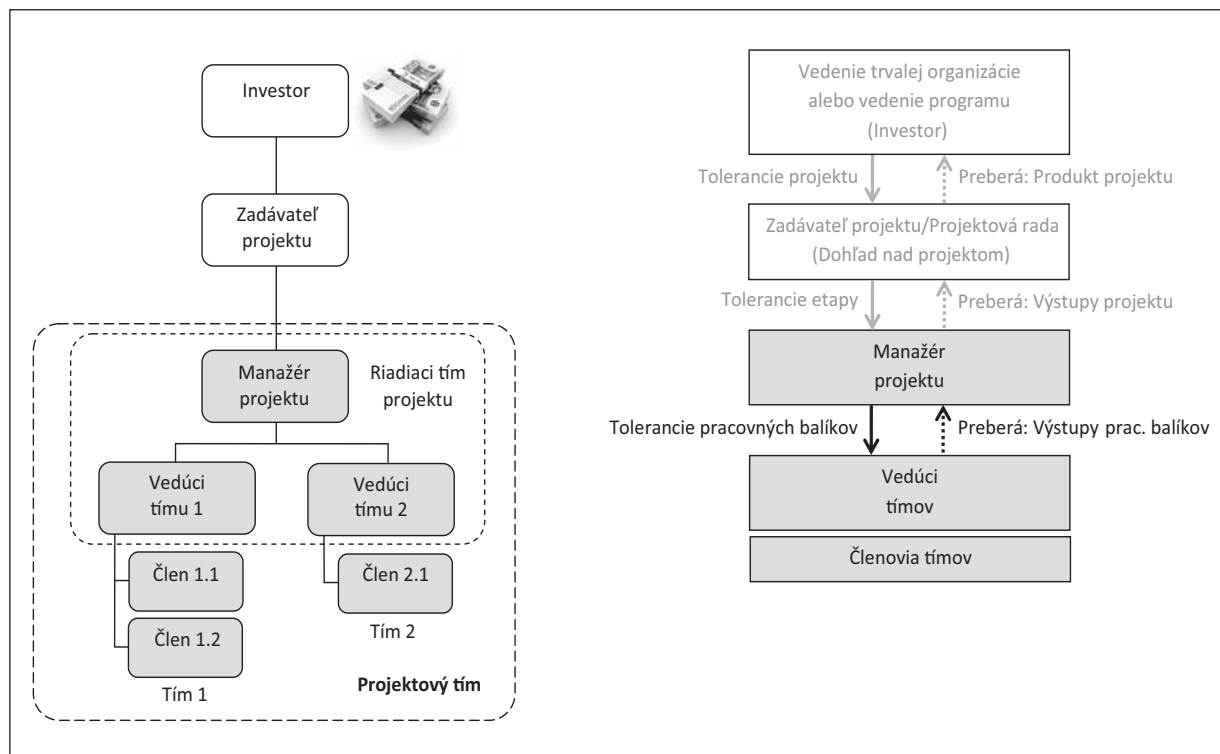 Investor
Zadávateľ
projektu
Manažér
projektu
Riadiaci tím
projektu
Vedúci
tímu 1
Vedúci
tímu 2
Člen 1.1
Člen 2.1
Člen 1.2
Tím 2
Tím 1
Projektový tím
Vedenie trvalej organizácie
alebo vedenie programu
(Investor)
Tolerancie projektu
Preberá: Produkt projektu
Zadávateľ projektu/Projektová rada
(Dohľad nad projektom)
Tolerancie etapy
Preberá: Výstupy projektu
Manažér
projektu
Tolerancie pracovných balíkov
Preberá: Výstupy prac. balíkov
Vedúci
tímov
Členovia tímov